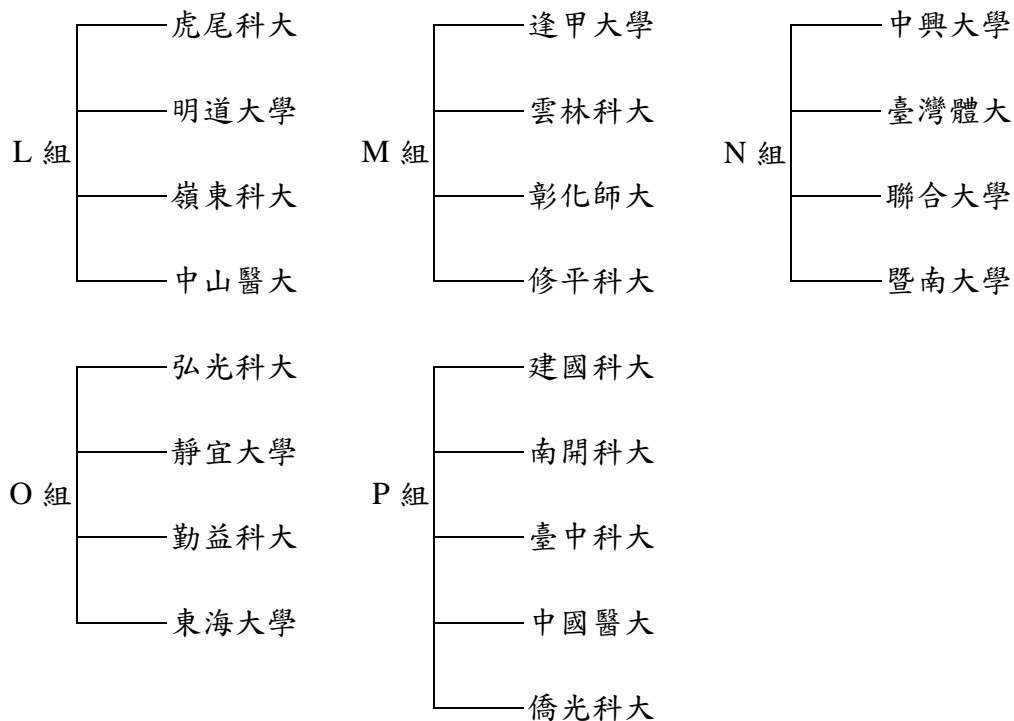 L 組
虎尾科大
明道大學
嶺東科大
中山醫大
M 組
逢甲大學
雲林科大
彰化師大
修平科大
N 組
中興大學
臺灣體大
聯合大學
暨南大學
O 組
弘光科大
靜宜大學
勤益科大
東海大學
P 組
建國科大
南開科大
臺中科大
中國醫大
僑光科大